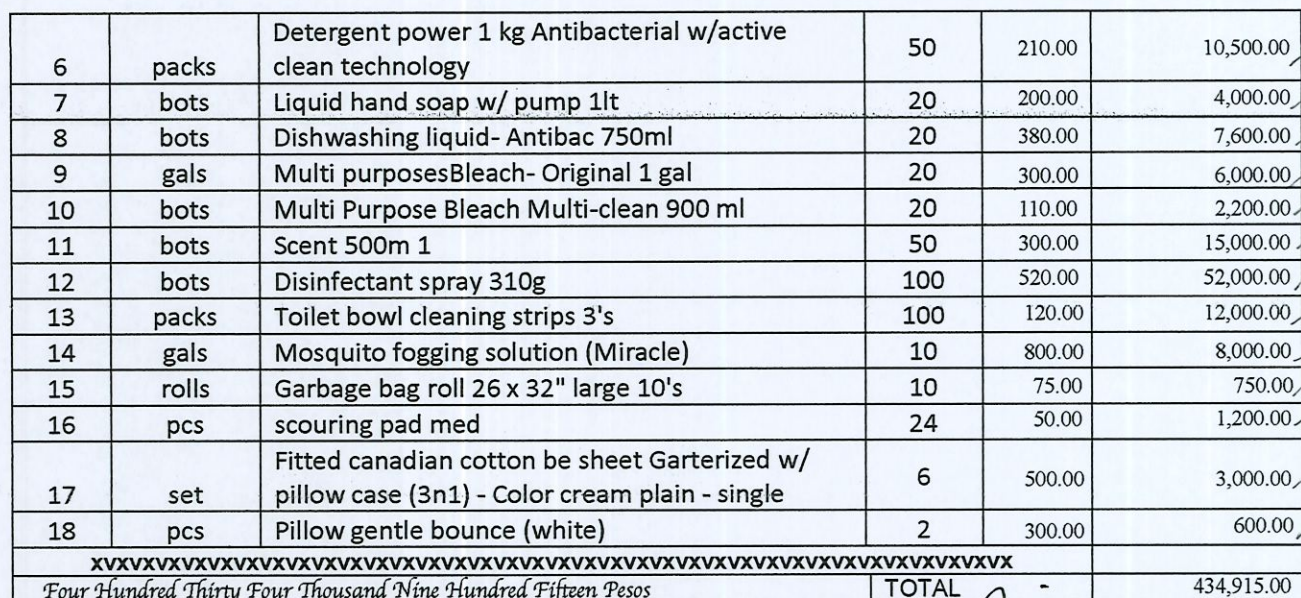 Detergent power 1 kg Antibacterial w/active
6 packs clean technology 50 210.00 10,500.00
7 bots Liquid hand soap w/ pump 1lt 20 200.00 4,000.00
8 bots Dishwashing liquid- Antibac 750ml 20 380.00 7,600.00
9 gals Multi purposesBleach- Original 1 gal 20 300.00 6,000.00
10 bots Multi Purpose Bleach Multi-clean 900 ml 20 110.00 2,200.00
11 bots Scent 500m 1 50 300.00 15,000.00
12 bots Disinfectant spray 310g 100 520.00 52,000.00
13 packs Toilet bowl cleaning strips 3's 100 120.00 12,000.00
14 gals Mosquito fogging solution (Miracle) 10 800.00 8,000.00
15 rolls Garbage bag roll 26 x 32" large 10's 10 75.00 750.00
16 pcs scouring pad med 24 50.00 1,200.00
Fitted canadian cotton be sheet Garterized w/
17 set pillow case (3n1) - Color cream plain - single 6 500.00 3,000.00
18 pcs Pillow gentle bounce (white) 2 300.00 600.00
xvxvxvxvxvxvxvxvxvxvxvxvxvxvxvxvxvxvxvxvxvxvxvxvxvxvxvxvxvxvxvxvxvxvxvxvx
Four Hundred Thirty Four Thousand Nine Hundred Fifteen Pesos TOTAL - 434,915.00